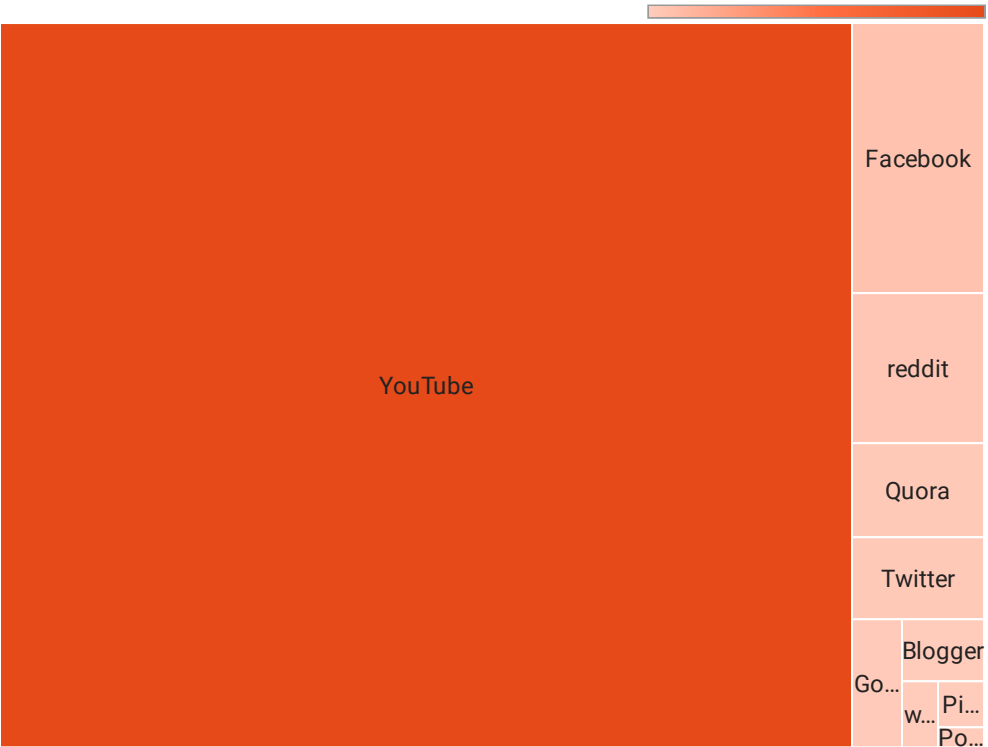 YouTube
Facebook
reddit
Quora
Twitter
Go...
Blogger
w...
Pi...
Po...